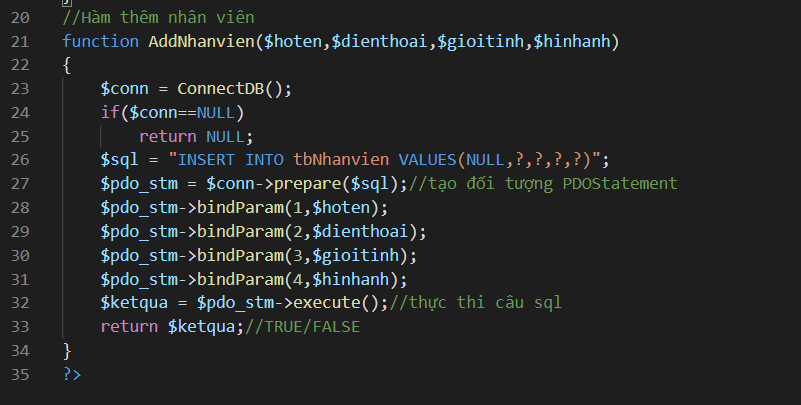 20 //Hàm thêm nhân viên
21 function AddNhanvien($hoten,$dienthoai,$gioitinh,$hinhanh)
22 {
23 $conn = ConnectDB();
24 if($conn==NULL)
25 return NULL;
26 $sql = "INSERT INTO tbNhanvien VALUES(NULL,?,?,?,?)";
27 $pdo_stm = $conn->prepare($sql);//tạo đối tượng PDOStatement
28 $pdo_stm->bindParam(1,$hoten);
29 $pdo_stm->bindParam(2,$dienthoai);
30 $pdo_stm->bindParam(3,$gioitinh);
31 $pdo_stm->bindParam(4,$hinhanh);
32 $ketqua = $pdo_stm->execute();//thực thi câu sql
33 return $ketqua;//TRUE/FALSE
34 }
35 ?>